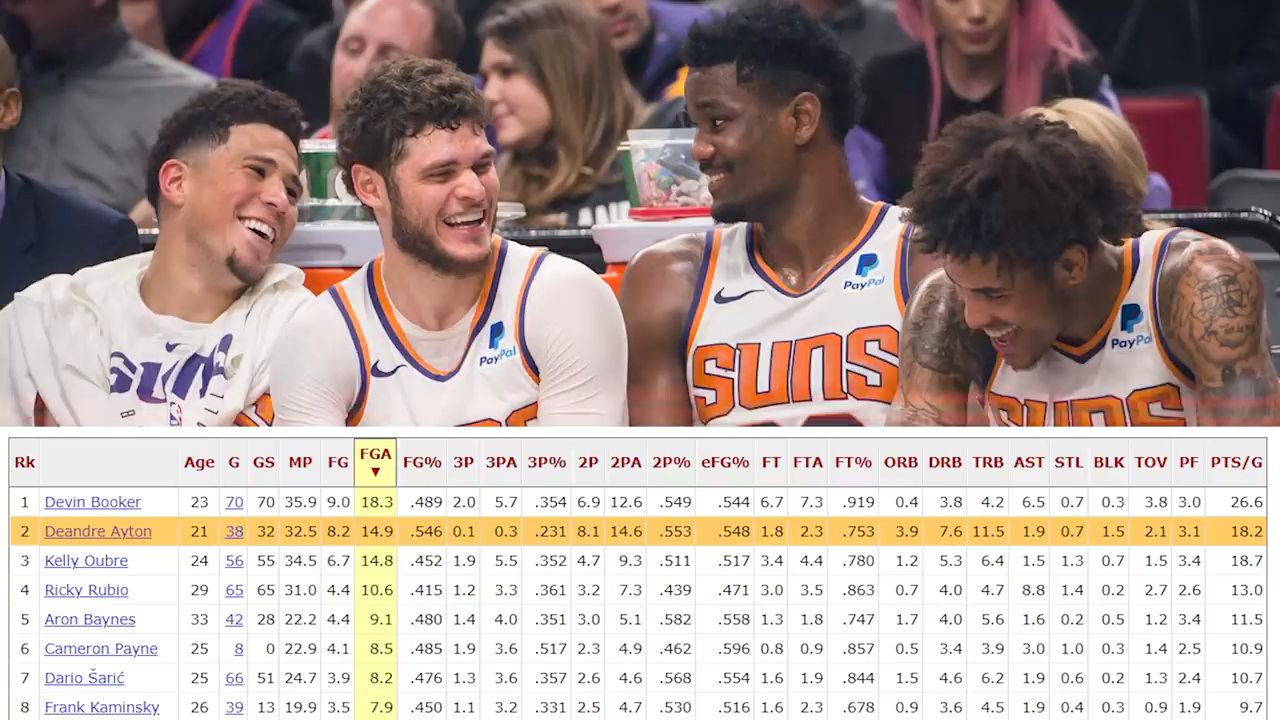 PayPal
PayPal
PayPal
suns
SUNS
Rk Age G GS MP FG FGA FG% 3P 3PA 3P% 2P 2PA 2P% eFG% FT FTA FT% ORB DRB TRB AST STL BLK TOV PF PTS/G
1 Devin Booker 23 70 70 35.9 9.0 18.3 .489 2.0 5.7 .354 6.9 12.6 .549 .544 6.7 7.3 .919 0.4 3.8 4.2 6.5 0.7 0.3 3.8 3.0 26.6
2 Deandre Ayton 21 38 32 32.5 8.2 14.9 .546 0.1 0.3 .231 8.1 14.6 .553 .548 1.8 2.3 .753 3.9 7.6 11.5 1.9 0.7 1.5 2.1 3.1 18.2
3 Kelly Oubre 24 56 55 34.5 6.7 14.8 .452 1.9 5.5 .352 4.7 9.3 .511 .517 3.4 4.4 .780 1.2 5.3 6.4 1.5 1.3 0.7 1.5 3.4 18.7
4 Ricky Rubio 29 65 65 31.0 4.4 10.6 .415 1.2 3.3 .361 3.2 7.3 .439 .471 3.0 3.5 .863 0.7 4.0 4.7 8.8 1.4 0.2 2.7 2.6 13.0
5 Aron Baynes 33 42 28 22.2 4.4 9.1 .480 1.4 4.0 .351 3.0 5.1 .582 .558 1.3 1.8 .747 1.7 4.0 5.6 1.6 0.2 0.5 1.2 3.4 11.5
6 Cameron Payne 25 8 0 22.9 4.1 8.5 .485 1.9 3.6 .517 2.3 4.9 .462 .596 0.8 0.9 .857 0.5 3.4 3.9 3.0 1.0 0.3 1.4 2.5 10.9
7 Dario Šarić 25 66 51 24.7 3.9 8.2 .476 1.3 3.6 .357 2.6 4.6 .568 .554 1.6 1.9 .844 1.5 4.6 6.2 1.9 0.6 0.2 1.3 2.4 10.7
8 Frank Kaminsky 26 39 13 19.9 3.5 7.9 .450 1.1 3.2 .331 2.5 4.7 .530 .516 1.6 2.3 .678 0.9 3.6 4.5 1.9 0.4 0.3 0.9 1.9 9.7